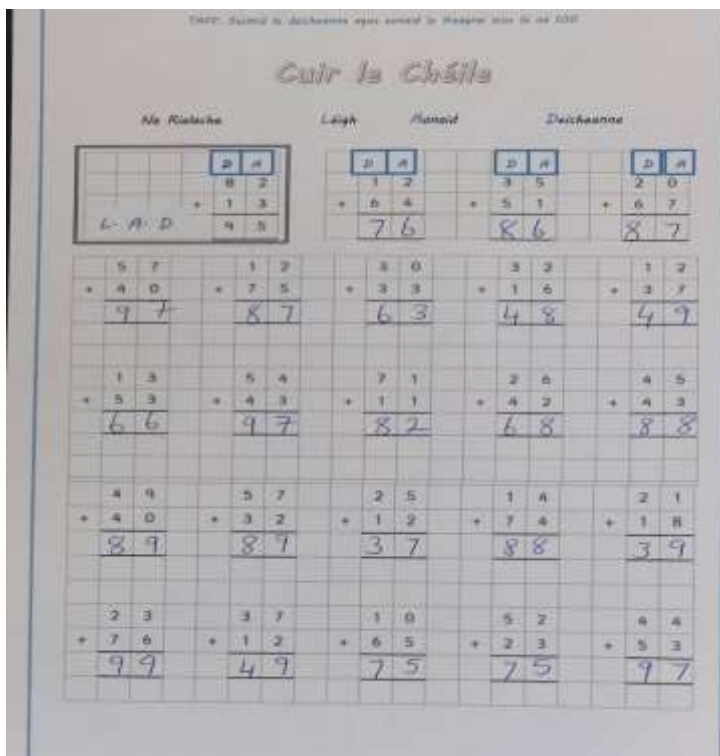 deicheanna agus
Cuir le Chéile
Na Rialacha Léigh Aonaid Deicheanna
D A D A D A D A
8 2 1 2 3 5 2 0
+ 1 3 + 6 4 + 5 1 + 6 7
L. A. D 9 5 7 6 8 6 8 7
5 7 1 2 3 0 3 2 1 2
+ 4 0 + 7 5 + 3 3 + 1 6 + 3 7
9 7 8 7 6 3 4 8 4 9
1 3 5 4 7 1 2 6 4 5
+ 5 3 + 4 3 + 1 1 + 4 2 + 4 3
6 6 9 7 8 2 6 8 8 8
4 9 5 7 2 5 1 4 2 1
+ 4 0 + 3 2 + 1 2 + 7 4 + 1 8
8 9 8 9 3 7 8 8 3 9
2 3 3 7 1 0 5 2 4 4
+ 7 6 + 1 2 + 6 5 + 2 3 + 5 3
9 9 4 9 7 5 7 5 9 7